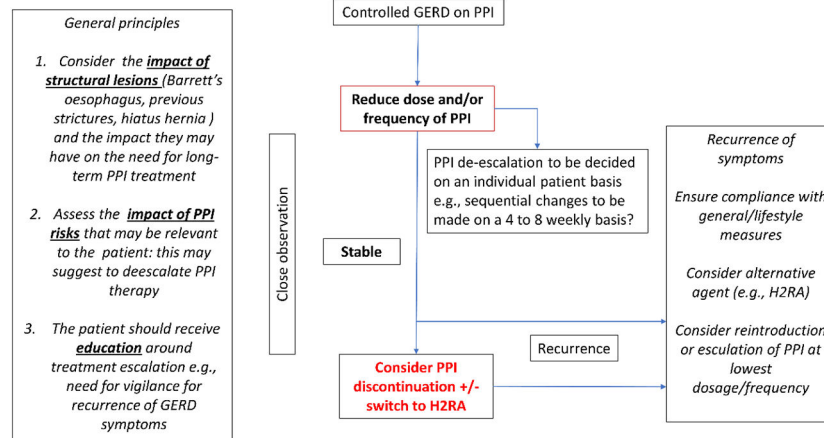 General principles
1. Consider the impact of
structural lesions (Barrett's
oesophagus, previous
strictures, hiatus hernia )
and the impact they may
have on the need for long-
term PPI treatment
2. Assess the impact of PPI
risks that may be relevant
to the patient: this may
suggest to deescalate PPI
therapy
3. The patient should receive
education around
treatment escalation e.g.,
need for vigilance for
recurrence of GERD
symptoms
Controlled GERD on PPI
Reduce dose and/or
frequency of PPI
PPI de-escalation to be decided
on an individual patient basis
e.g., sequential changes to be
made on a 4 to 8 weekly basis?
Close observation
Stable
Recurrence
Consider PPI
discontinuation +/-
switch to H2RA
Recurrence of
symptoms
Ensure compliance with
general/lifestyle
measures
Consider alternative
agent (e.g., H2RA)
Consider reintroduction
or esculation of PPI at
lowest
dosage/frequency